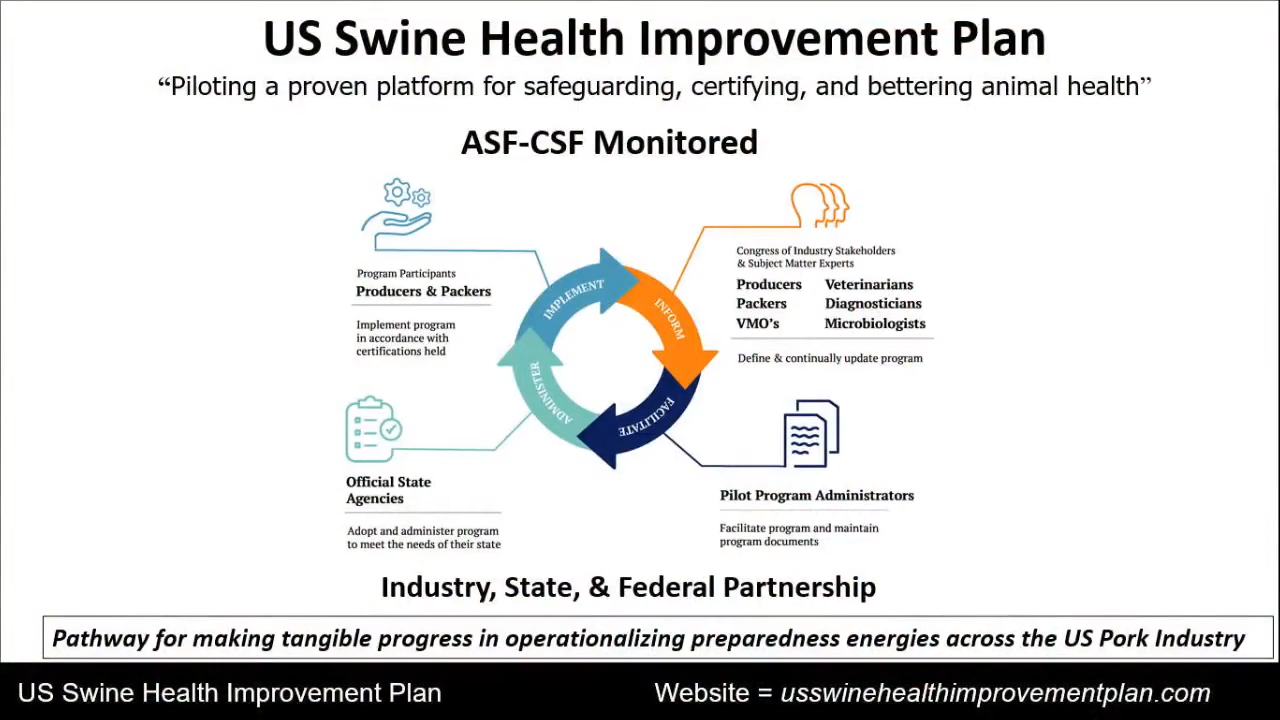 US Swine Health Improvement Plan
“Piloting a proven platform for safeguarding, certifying, and bettering animal health”
ASF-CSF Monitored
Program Participants
Producers & Packers
Implement program
in accordance with
certifications held
IMPLEMENT
INFORM
FACILITATE
ADMINISTER
Congress of Industry Stakeholders
& Subject Matter Experts
Producers Veterinarians
Packers Diagnosticians
VMO's Microbiologists
Define & continually update program
Official State
Agencies
Adopt and administer program
to meet the needs of their state
Pilot Program Administrators
Facilitate program and maintain
program documents
Industry, State, & Federal Partnership
Pathway for making tangible progress in operationalizing preparedness energies across the US Pork Industry
US Swine Health Improvement Plan Website = usswinehealthimprovementplan.com